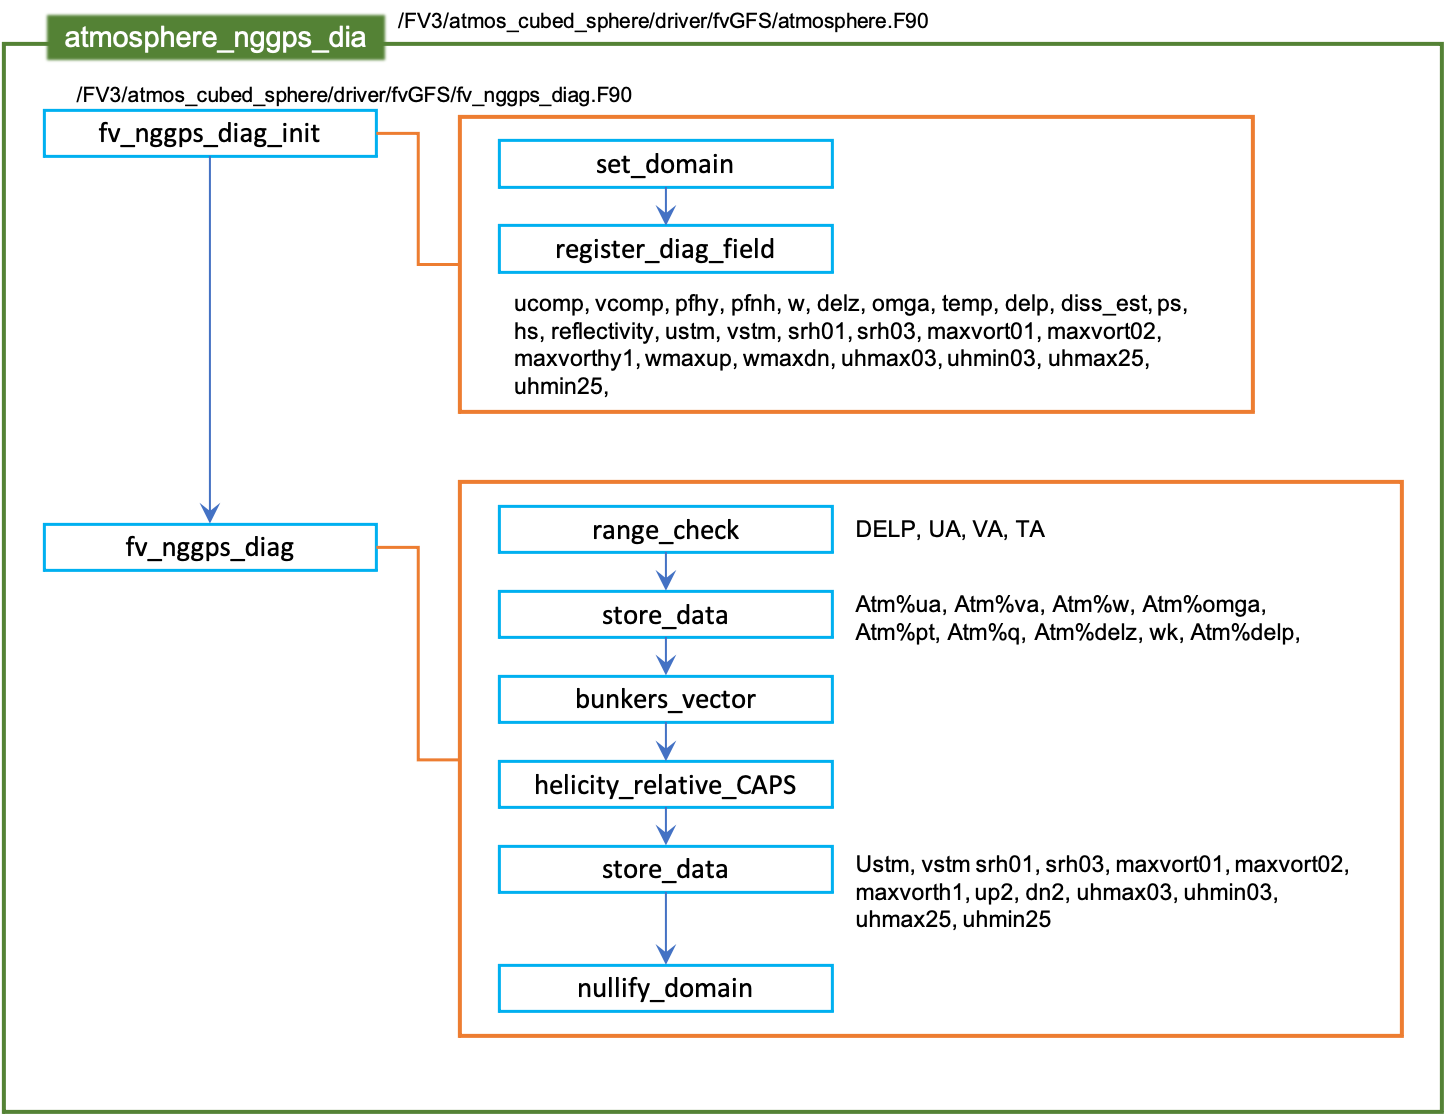 atmosphere_nggps_dia
/FV3/atmos_cubed_sphere/driver/fvGFS/atmosphere.F90
/FV3/atmos_cubed_sphere/driver/fvGFS/fv_nggps_diag.F90
fv_nggps_diag_init
set_domain
register_diag_field
ucomp, vcomp, pfhy, pfnh, w, delz, omga, temp, delp, diss_est, ps,
hs, reflectivity, ustm, vstm, srh01, srh03, maxvort01, maxvort02,
maxvorthy1, wmaxup, wmaxdn, uhmax03, uhmin03, uhmax25,
uhmin25,
fv_nggps_diag
range_check
DELP, UA, VA, TA
store_data
Atm%ua, Atm%va, Atm%w, Atm%omga,
Atm%pt, Atm%q, Atm%delz, wk, Atm%delp,
bunkers_vector
helicity_relative_CAPS
store_data
Ustm, vstm srh01, srh03, maxvort01, maxvort02,
maxvorth1, up2, dn2, uhmax03, uhmin03,
uhmax25, uhmin25
nullify_domain